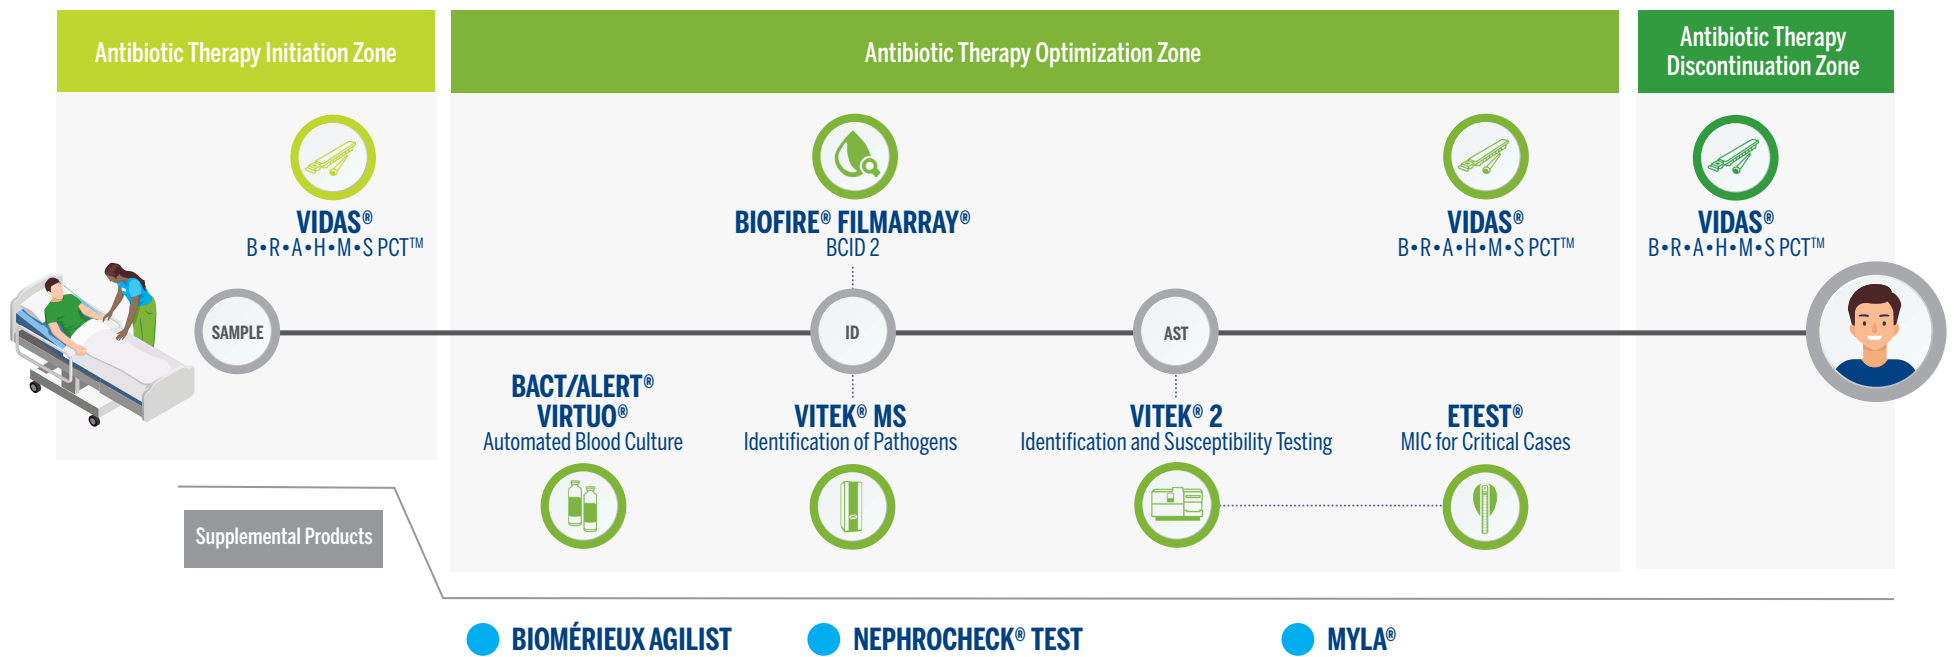 Antibiotic Therapy Initiation Zone
Antibiotic Therapy Optimization Zone
Antibiotic Therapy
Discontinuation Zone
VIDAS®
B•R•A•H•M•S PCT™
BIOFIRE® FILMARRAY®
BCID 2
VIDAS®
B•R•A•H•M•S PCT™
VIDAS®
B•R•A•H•M•S PCT™
SAMPLE
ID
AST
BACT/ALERT®
VIRTUO®
Automated Blood Culture
VITEK® MS
Identification of Pathogens
VITEK® 2
Identification and Susceptibility Testing
ETEST®
MIC for Critical Cases
Supplemental Products
BIOMÉRIEUX AGILIST
NEPHROCHECK® TEST
MYLA®